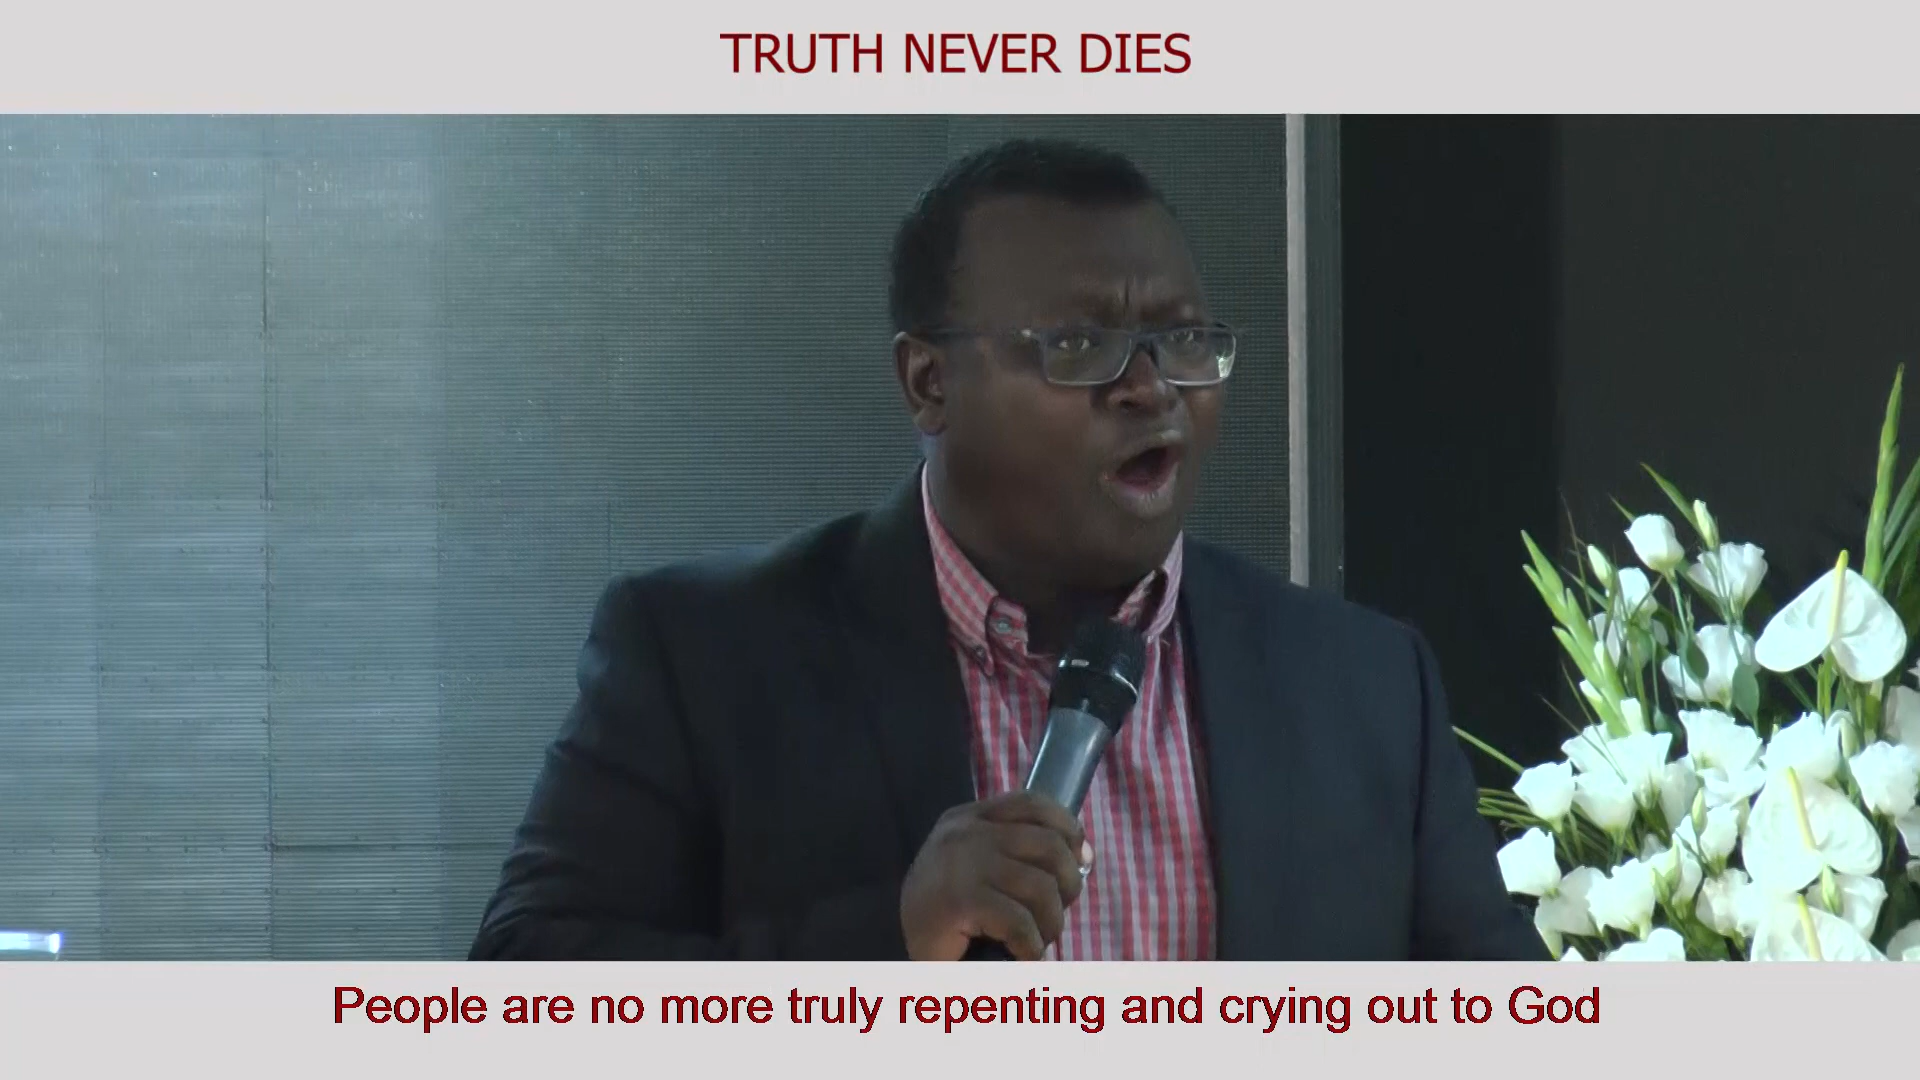 TRUTH NEVER DIES
People are no more truly repenting and crying out to God